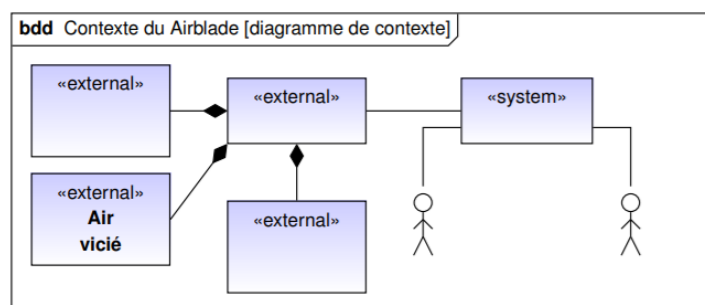 bdd Contexte du Airblade [diagramme de contexte]
«external»
«external»
«system»
«external»
Air
vicié
«external»